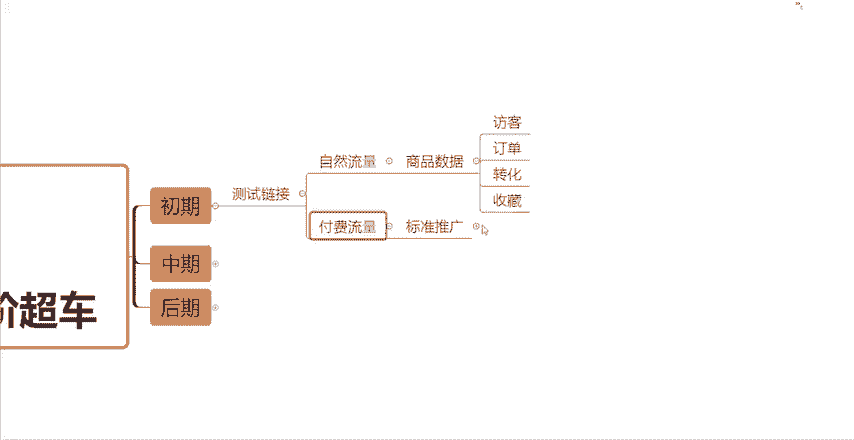 价超车
初期
中期
后期
测试链接
自然流量
商品数据
访客
订单
转化
收藏
付费流量
标准推广